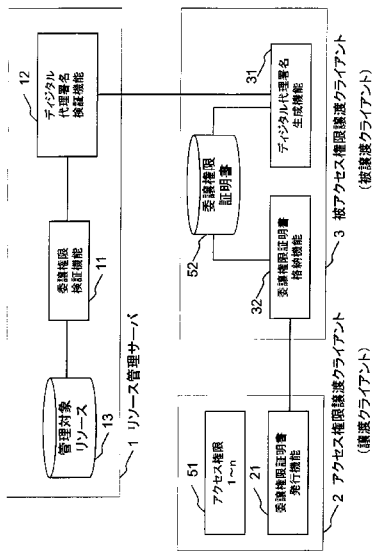 1 リソース管理サーバ
管理対象
リソース
13
委譲権限
検証機能
11
ディジタル
代理署名
検証機能
12
2 アクセス権限譲渡クライアント
(譲渡クライアント)
アクセス権限
1~n
51
委譲権限証明書
発行機能
21
3 被アクセス権限譲渡クライアント
(被譲渡クライアント)
委譲権限
証明書
52
委譲権限証明書
格納機能
32
ディジタル代理署名
生成機能
31